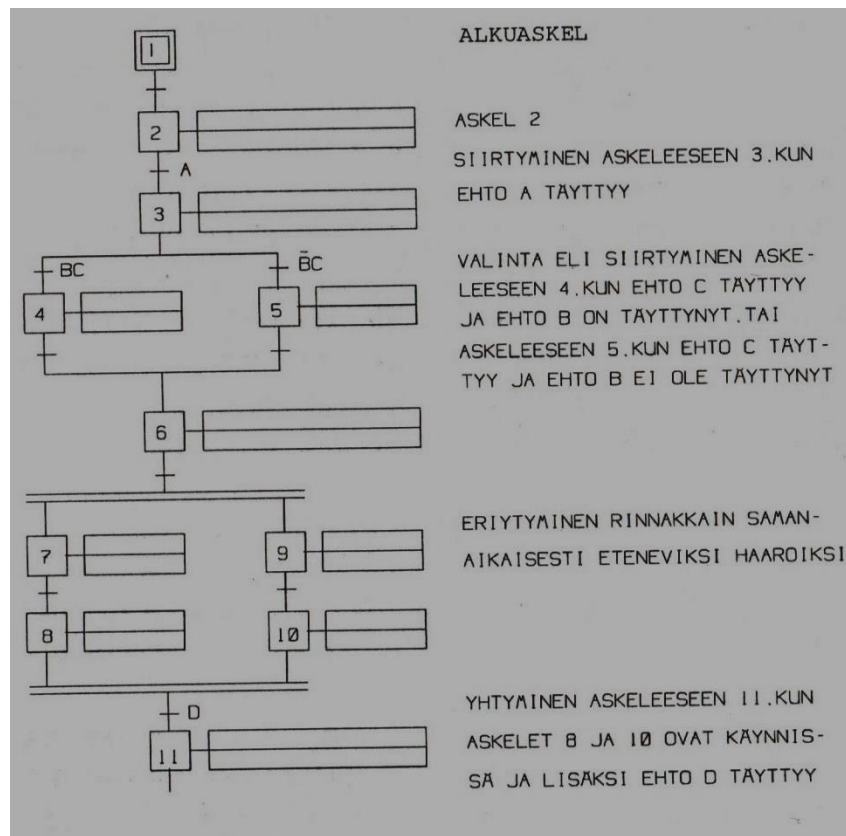 1
ALKUASKEL
2
ASKEL 2
SIIRTYMINEN ASKELEESEEN 3.KUN
A
EHTO A TÄYTTYY
3
BC
B̄C
VALINTA ELI SIIRTYMINEN ASKE-
LEESEEN 4.KUN EHTO C TÄYTTYY
4
5
JA EHTO B ON TÄYTTYNYT.TAI
ASKELEESEEN 5.KUN EHTO C TÄYT-
TYY JA EHTO B EI OLE TÄYTTYNYT
6
ERIYTYMINEN RINNAKKAIN SAMAN-
7
9
AIKAISESTI ETENEVIKSI HAAROIKSI
8
10
YHTYMINEN ASKELEESEEN 11.KUN
D
ASKELET 8 JA 10 OVAT KÄYNNIS-
11
SÄ JA LISÄKSI EHTO D TÄYTTYY